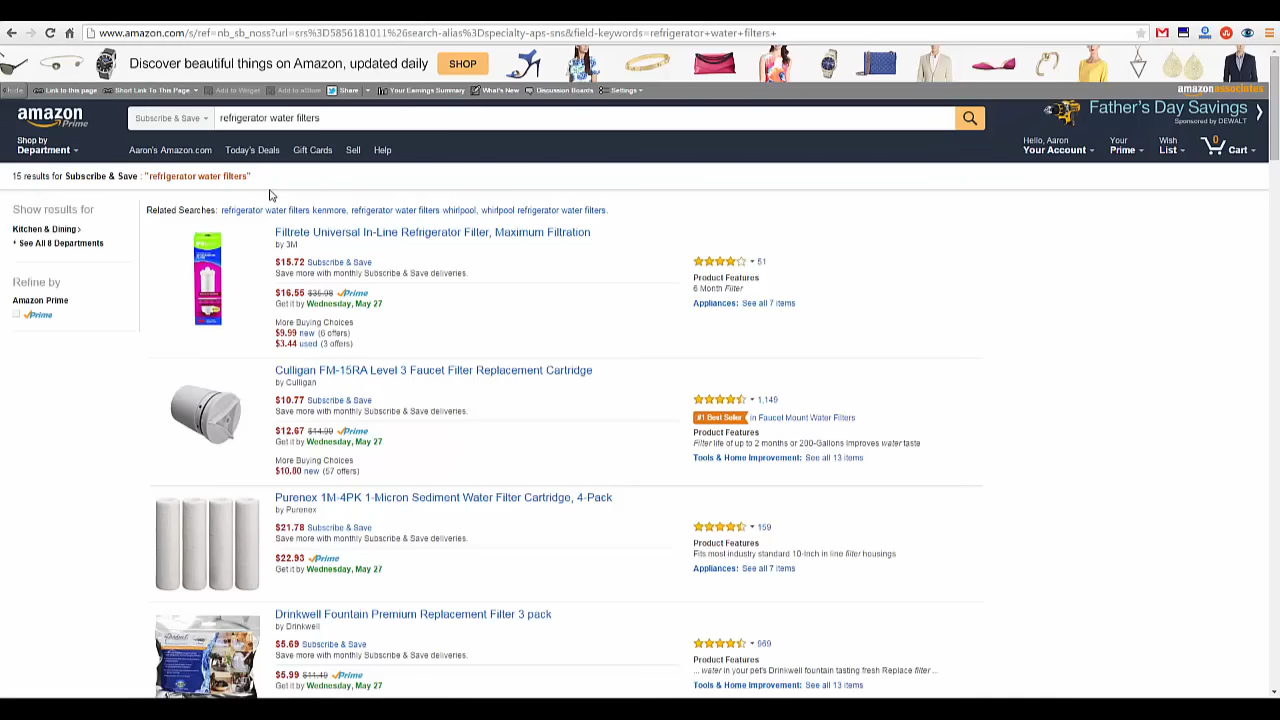 www.amazon.com/s/ref=nb_sb_noss?url=srs%3D5856181011%26search-alias%3Dspecialty-aps-sns&field-keywords=refrigerator+water+filters+
Discover beautiful things on Amazon, updated daily SHOP
Hide Link to this page Short Link To This Page Add to Widget Add to aStore Share Your Earnings Summary What's New Discussion Boards Settings amazonassociates
amazon Prime
Subscribe & Save refrigerator water filters
Father's Day Savings
Sponsored by DEWALT
Shop by Department
Aaron's Amazon.com Today's Deals Gift Cards Sell Help
Hello, Aaron Your Account
Your Prime
Wish List
0 Cart
15 results for Subscribe & Save : "refrigerator water filters"
Show results for
Kitchen & Dining ›
+ See All 8 Departments
Refine by
Amazon Prime
Prime
Related Searches: refrigerator water filters kenmore, refrigerator water filters whirlpool, whirlpool refrigerator water filters.
Filtrete Universal In-Line Refrigerator Filter, Maximum Filtration
by 3M
$15.72 Subscribe & Save
Save more with monthly Subscribe & Save deliveries.
$16.55 Prime
Get it by Wednesday, May 27
More Buying Choices
$9.99 new (6 offers)
$3.44 used (3 offers)
51
Product Features
6 Month Filter
Appliances: See all 7 items
Culligan FM-15RA Level 3 Faucet Filter Replacement Cartridge
by Culligan
$10.77 Subscribe & Save
Save more with monthly Subscribe & Save deliveries.
$12.67 Prime
Get it by Wednesday, May 27
More Buying Choices
$10.80 new (57 offers)
1,149
#1 Best Seller in Faucet Mount Water Filters
Product Features
Filter life of up to 2 months or 200-Gallons Improves water taste
Tools & Home Improvement: See all 13 items
Purenex 1M-4PK 1-Micron Sediment Water Filter Cartridge, 4-Pack
by Purenex
$21.78 Subscribe & Save
Save more with monthly Subscribe & Save deliveries.
$22.93 Prime
Get it by Wednesday, May 27
159
Product Features
Fits most industry standard 10-Inch in line filter housings
Appliances: See all 7 items
Drinkwell Fountain Premium Replacement Filter 3 pack
by Drinkwell
$5.69 Subscribe & Save
Save more with monthly Subscribe & Save deliveries.
$5.99 $11.49 Prime
Get it by Wednesday, May 27
969
Product Features
... water in your pet's Drinkwell fountain tasting fresh Replace filter ...
Tools & Home Improvement: See all 13 items